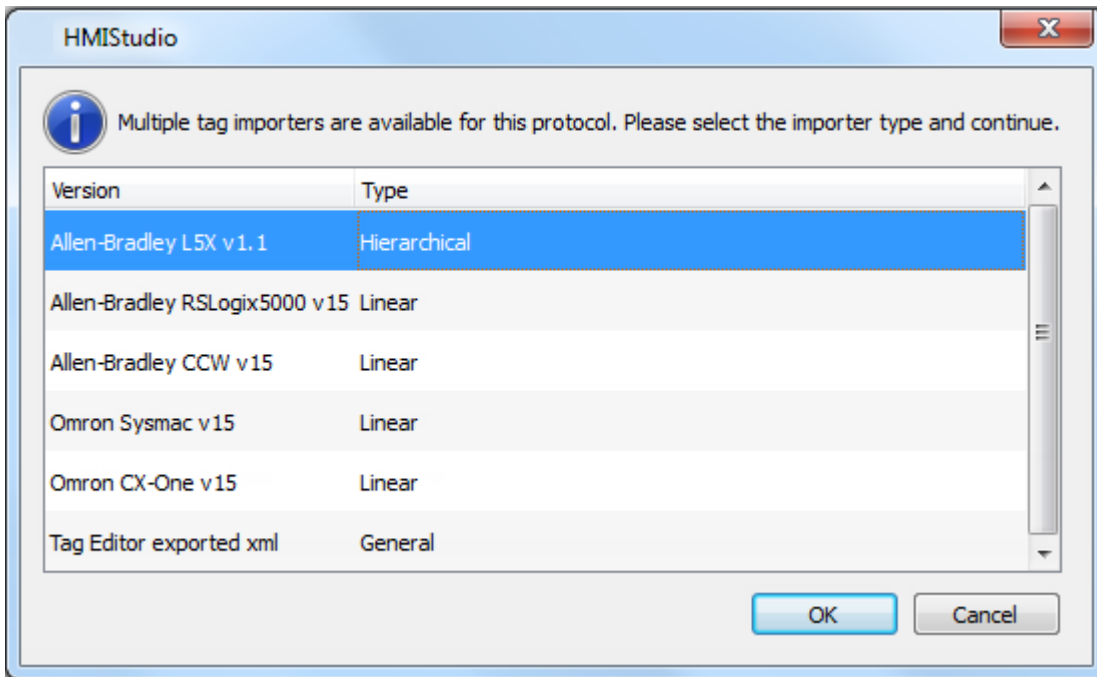 HMIStudio
Multiple tag importers are available for this protocol. Please select the importer type and continue.
Version Type
Allen-Bradley L5X v1.1 Hierarchical
Allen-Bradley RSLogix5000 v15 Linear
Allen-Bradley CCW v15 Linear
Omron Sysmac v15 Linear
Omron CX-One v15 Linear
Tag Editor exported xml General
OK Cancel